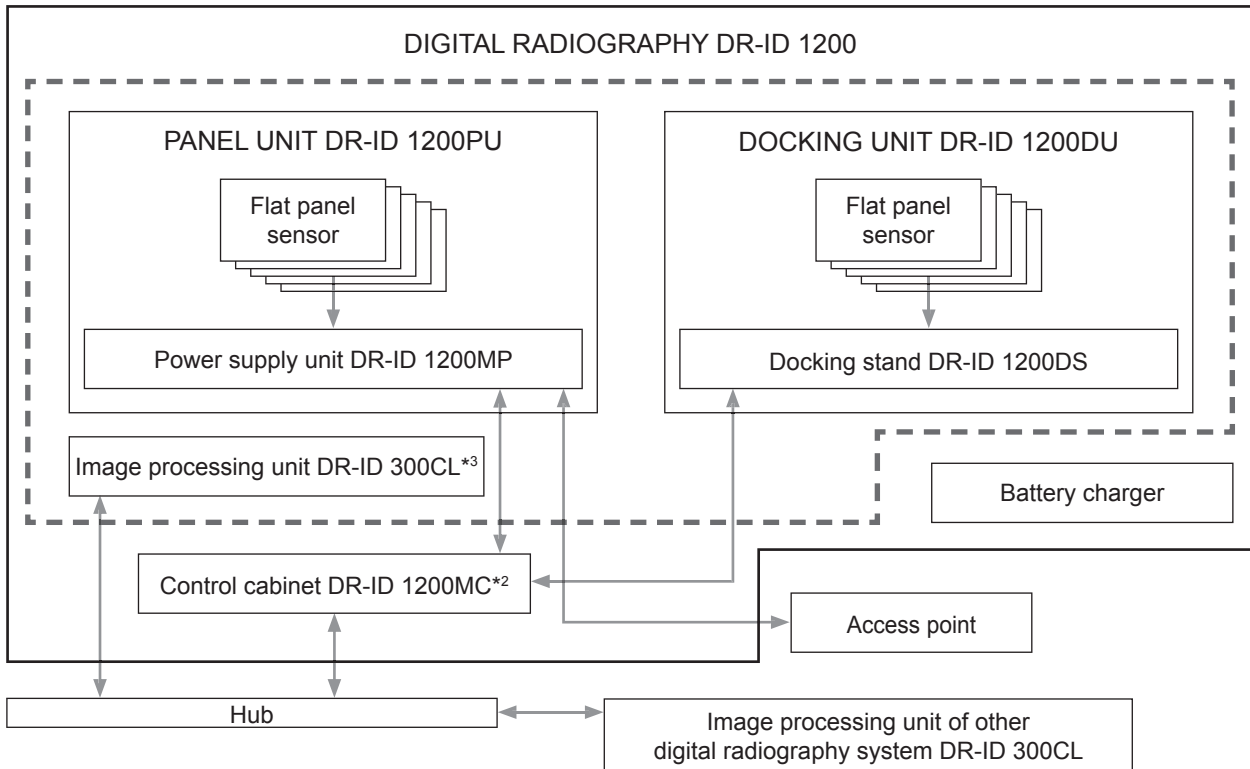 DIGITAL RADIOGRAPHY DR-ID 1200
PANEL UNIT DR-ID 1200PU
Flat panel
sensor
Power supply unit DR-ID 1200MP
DOCKING UNIT DR-ID 1200DU
Flat panel
sensor
Docking stand DR-ID 1200DS
Image processing unit DR-ID 300CL*3
Battery charger
Control cabinet DR-ID 1200MC*2
Access point
Hub
Image processing unit of other
digital radiography system DR-ID 300CL